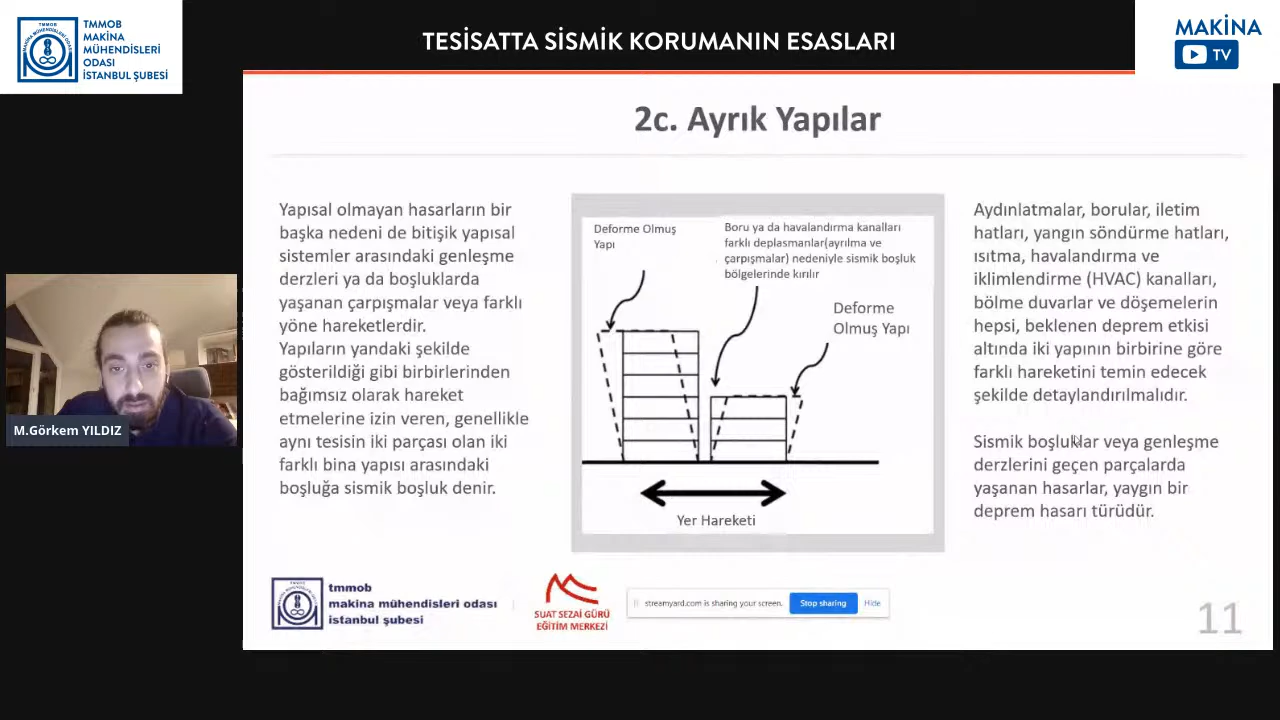 TMMOB
MAKİNA
MÜHENDİSLERİ
ODASI
İSTANBUL ŞUBESİ
TESİSATTA SİSMİK KORUMANIN ESASLARI
MAKİNA
TV
2c. Ayrık Yapılar
Yapısal olmayan hasarların bir
başka nedeni de bitişik yapısal
sistemler arasındaki genleşme
derzleri ya da boşluklarda
yaşanan çarpışmalar veya farklı
yöne hareketlerdir.
Yapıların yandaki şekilde
gösterildiği gibi birbirlerinden
bağımsız olarak hareket
etmelerine izin veren, genellikle
aynı tesisin iki parçası olan iki
farklı bina yapısı arasındaki
boşluğa sismik boşluk denir.
Deforme Olmuş
Yapı
Boru ya da havalandırma kanalları
farklı deplasmanlar(ayrılma ve
çarpışmalar) nedeniyle sismik boşluk
bölgelerinde kırılır
Deforme
Olmuş Yapı
Yer Hareketi
Aydınlatmalar, borular, iletim
hatları, yangın söndürme hatları,
ısıtma, havalandırma ve
iklimlendirme (HVAC) kanalları,
bölme duvarlar ve döşemelerin
hepsi, beklenen deprem etkisi
altında iki yapının birbirine göre
farklı hareketini temin edecek
şekilde detaylandırılmalıdır.
Sismik boşluklar veya genleşme
derzlerini geçen parçalarda
yaşanan hasarlar, yaygın bir
deprem hasarı türüdür.
M.Görkem YILDIZ
tmmob
makina mühendisleri odası
istanbul şubesi
SUAT SEZAİ GÜRÜ
EĞİTİM MERKEZİ
streamyard.com is sharing your screen.
Stop sharing
Hide
11